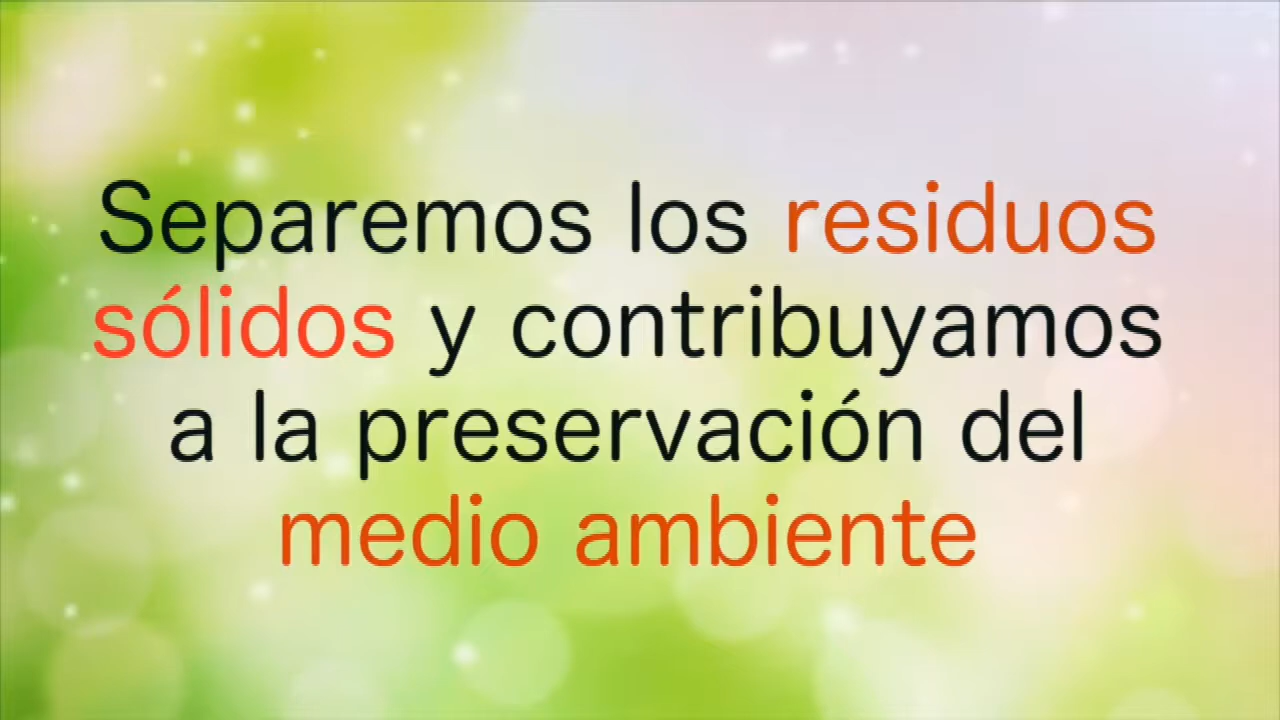 Separemos los residuos
sólidos y contribuyamos
a la preservación del
medio ambiente